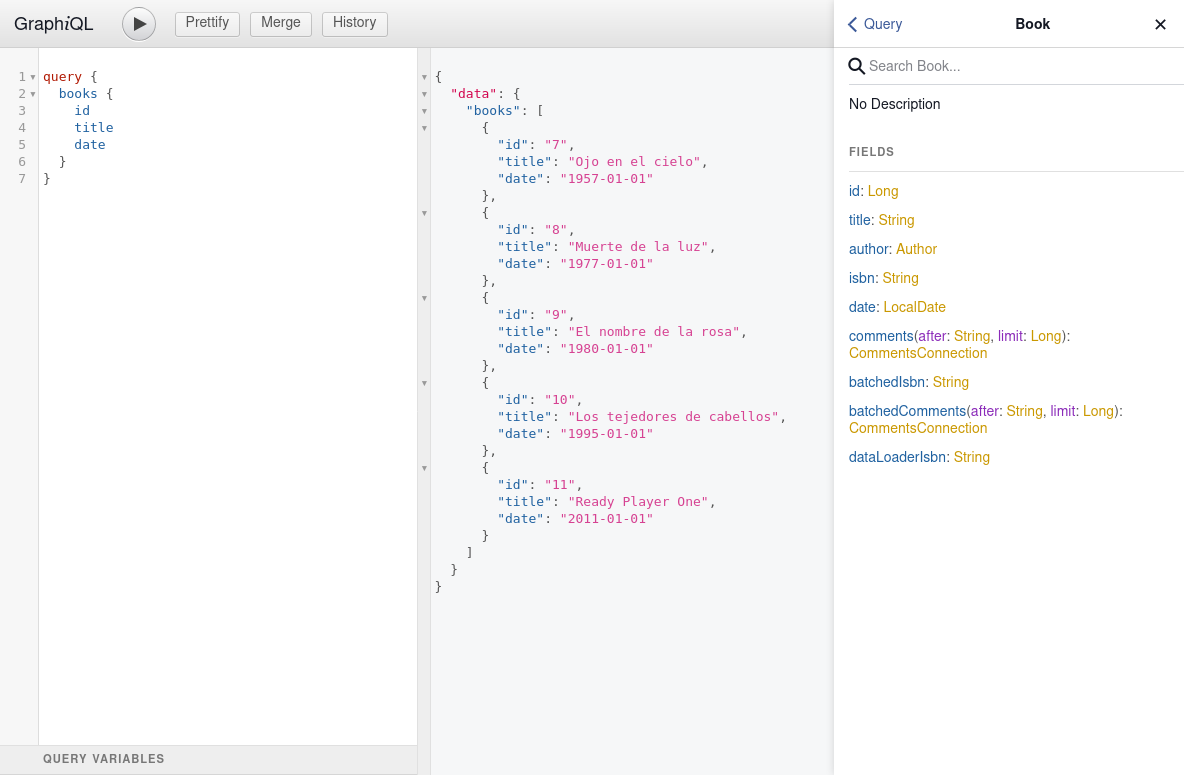 GraphiQL
Prettify
Merge
History
1 query {
2   books {
3     id
4     title
5     date
6   }
7 }
QUERY VARIABLES
{
  "data": {
    "books": [
      {
        "id": "7",
        "title": "Ojo en el cielo",
        "date": "1957-01-01"
      },
      {
        "id": "8",
        "title": "Muerte de la luz",
        "date": "1977-01-01"
      },
      {
        "id": "9",
        "title": "El nombre de la rosa",
        "date": "1980-01-01"
      },
      {
        "id": "10",
        "title": "Los tejedores de cabellos",
        "date": "1995-01-01"
      },
      {
        "id": "11",
        "title": "Ready Player One",
        "date": "2011-01-01"
      }
    ]
  }
}
Query
Book
Search Book...
No Description
FIELDS
id: Long
title: String
author: Author
isbn: String
date: LocalDate
comments(after: String, limit: Long):
CommentsConnection
batchedIsbn: String
batchedComments(after: String, limit: Long):
CommentsConnection
dataLoaderIsbn: String